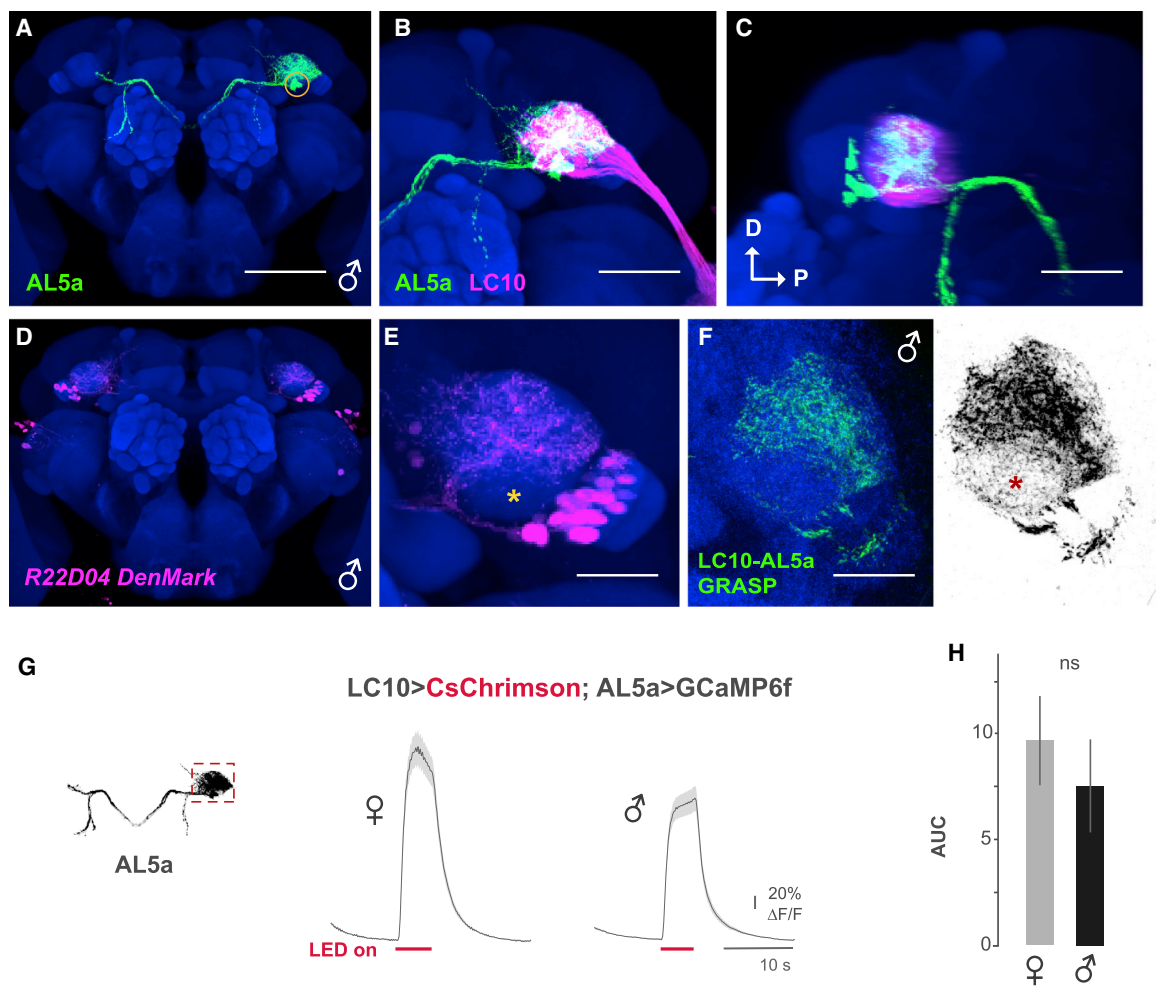 A
AL5a
♂
B
AL5a LC10
C
D
P
D
R22D04 DenMark
♂
E
*
F
♂
LC10-AL5a
GRASP
*
G
LC10>CsChrimson; AL5a>GCaMP6f
AL5a
♀
♂
20%
ΔF/F
LED on
10 s
H
ns
AUC
10
5
0
♀
♂